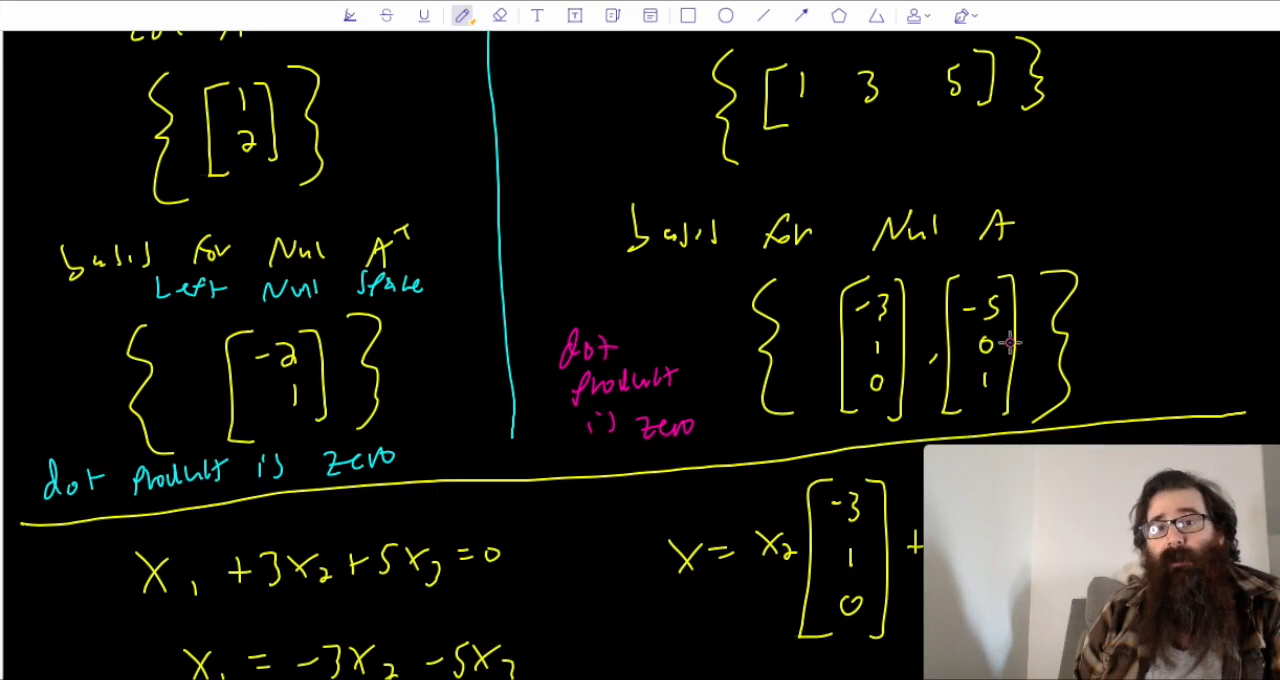 { [ 1
2 ] }
basis for Nul Aᵀ
Left Nul Space
{ [ -2
1 ] }
dot product is zero
{ [ 1 3 5 ] }
basis for Nul A
{ [ -3
1
0 ] , [ -5
0
1 ] }
dot
product
is zero
x₁ + 3x₂ + 5x₃ = 0
x₁ = -3x₂ - 5x₃
x = x₂ [ -3
1
0 ] +